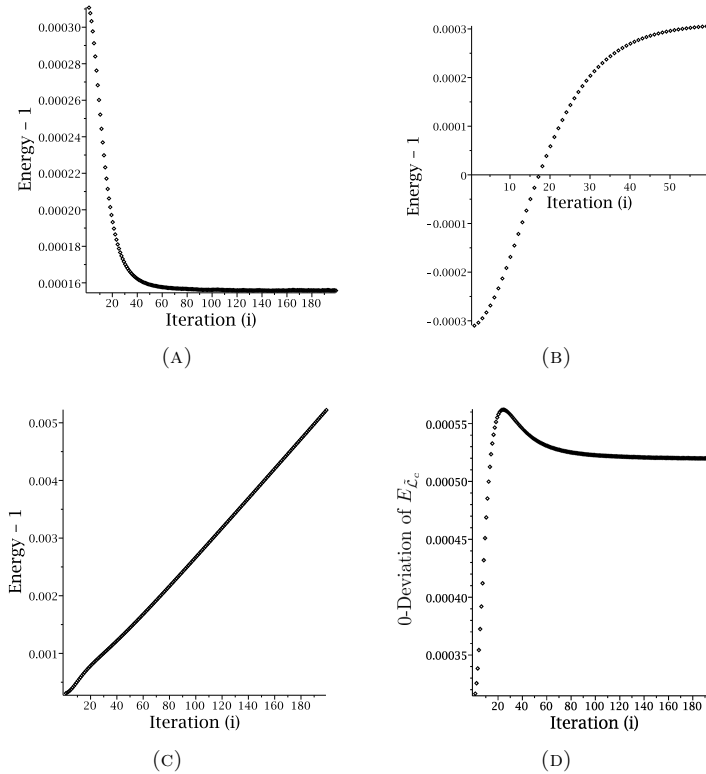 0.00030
0.00028
0.00026
0.00024
0.00022
0.00020
0.00018
0.00016
Energy – 1
20 40 60 80 100 120 140 160 180
Iteration (i)
(A)
0.0003
0.0002
0.0001
0
−0.0001
−0.0002
−0.0003
Energy – 1
10 20 30 40 50
Iteration (i)
(B)
0.005
0.004
0.003
0.002
0.001
Energy – 1
20 40 60 80 100 120 140 160 180
Iteration (i)
(C)
0.00055
0.00050
0.00045
0.00040
0.00035
0-Deviation of $E_{\bar{\mathcal{L}}_c}$
20 40 60 80 100 120 140 160 180
Iteration (i)
(D)